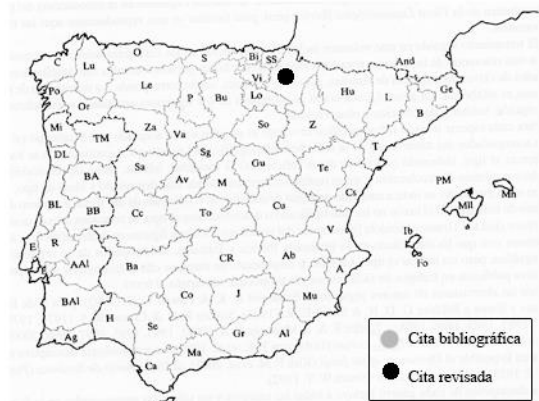 O S Bi SS And
C Lu Vi
Po Le P Bu Lo Hu L Ge
Or B
Mi TM Za Va So Z T
DL Sg
BA Sa Av M Gu Te
BL BB Cs PM Mn
Cc To Cu Mll
E R V Ib
AAl Ba CR Ab Fo
BAl Co J A
H Mu
Ag Se Gr Al
Ca Ma
Cita bibliográfica
Cita revisada